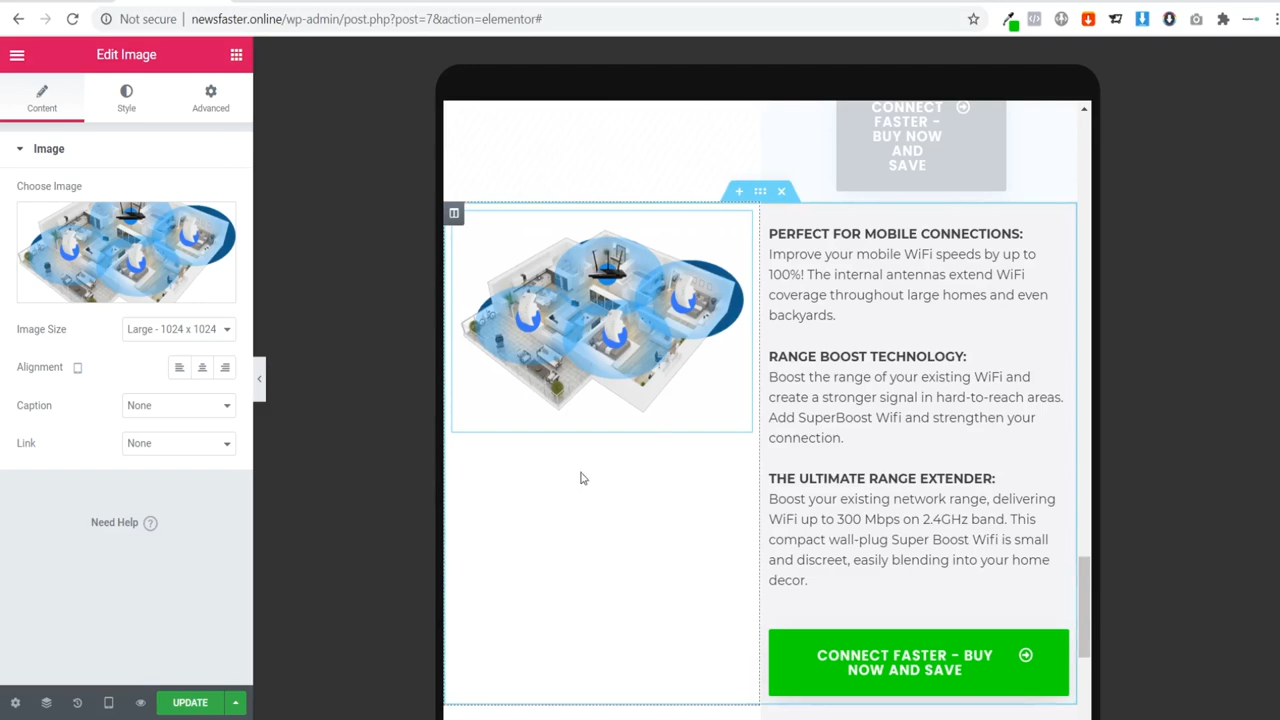 Not secure
newsfaster.online/wp-admin/post.php?post=7&action=elementor#
Edit Image
Content
Style
Advanced
Image
Choose Image
Image Size
Large - 1024 x 1024
Alignment
Caption
None
Link
None
Need Help
?
UPDATE
CONNECT
FASTER -
BUY NOW
AND
SAVE
PERFECT FOR MOBILE CONNECTIONS:
Improve your mobile WiFi speeds by up to
100%! The internal antennas extend WiFi
coverage throughout large homes and even
backyards.
RANGE BOOST TECHNOLOGY:
Boost the range of your existing WiFi and
create a stronger signal in hard-to-reach areas.
Add SuperBoost Wifi and strengthen your
connection.
THE ULTIMATE RANGE EXTENDER:
Boost your existing network range, delivering
WiFi up to 300 Mbps on 2.4GHz band. This
compact wall-plug Super Boost Wifi is small
and discreet, easily blending into your home
decor.
CONNECT FASTER - BUY
NOW AND SAVE